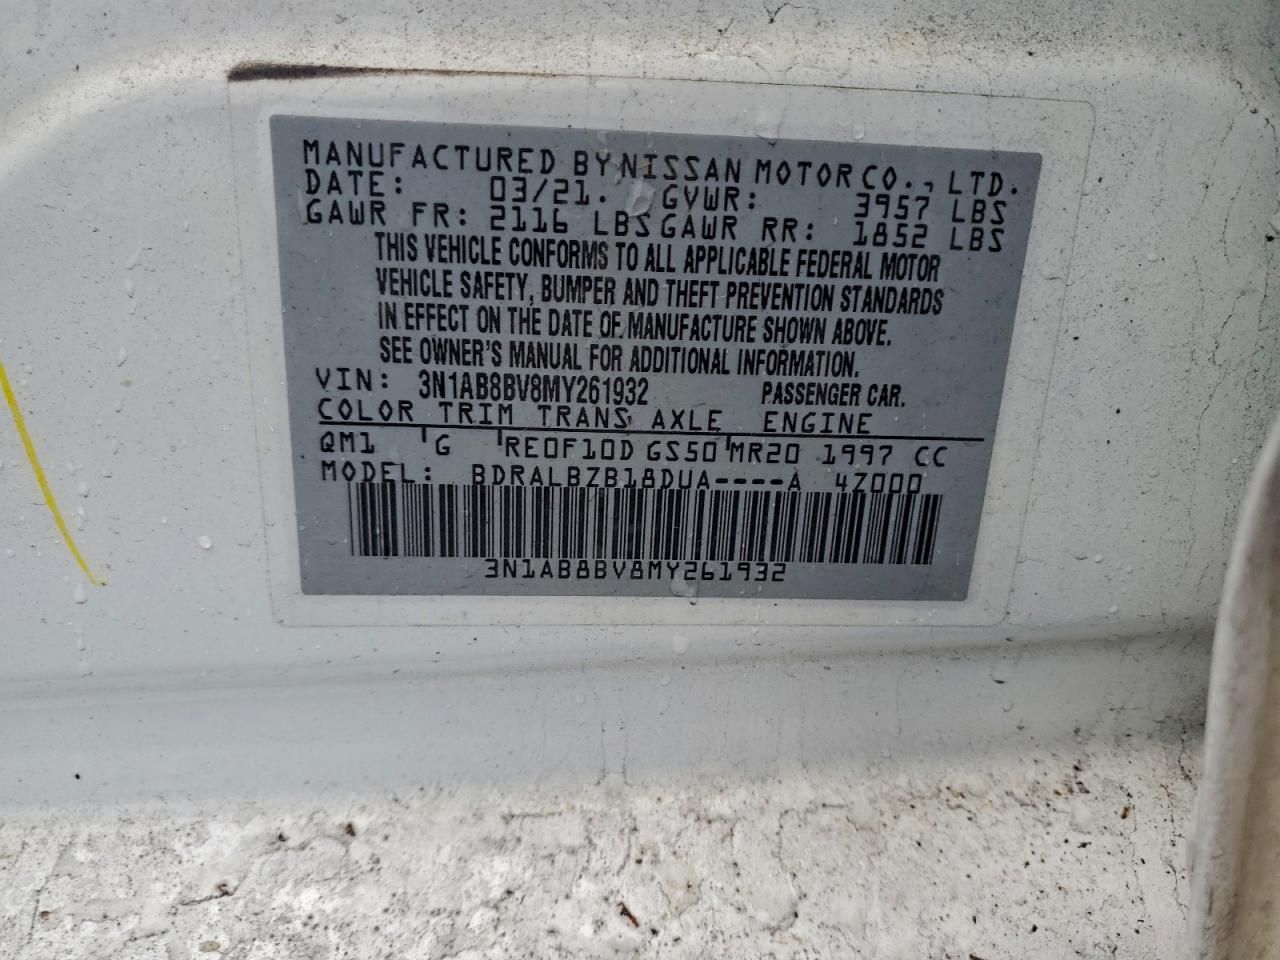 MANUFACTURED BY NISSAN MOTOR CO., LTD.
DATE: 03/21. GVWR: 3957 LBS
GAWR FR: 2116 LBS GAWR RR: 1852 LBS
THIS VEHICLE CONFORMS TO ALL APPLICABLE FEDERAL MOTOR
VEHICLE SAFETY, BUMPER AND THEFT PREVENTION STANDARDS
IN EFFECT ON THE DATE OF MANUFACTURE SHOWN ABOVE.
SEE OWNER'S MANUAL FOR ADDITIONAL INFORMATION.
VIN: 3N1AB8BV8MY261932 PASSENGER CAR.
COLOR TRIM TRANS AXLE ENGINE
QM1 G RE0F10D GS50 MR20 1997 CC
MODEL: BDRALBZB18DUA----A 4Z000
3N1AB8BV8MY261932